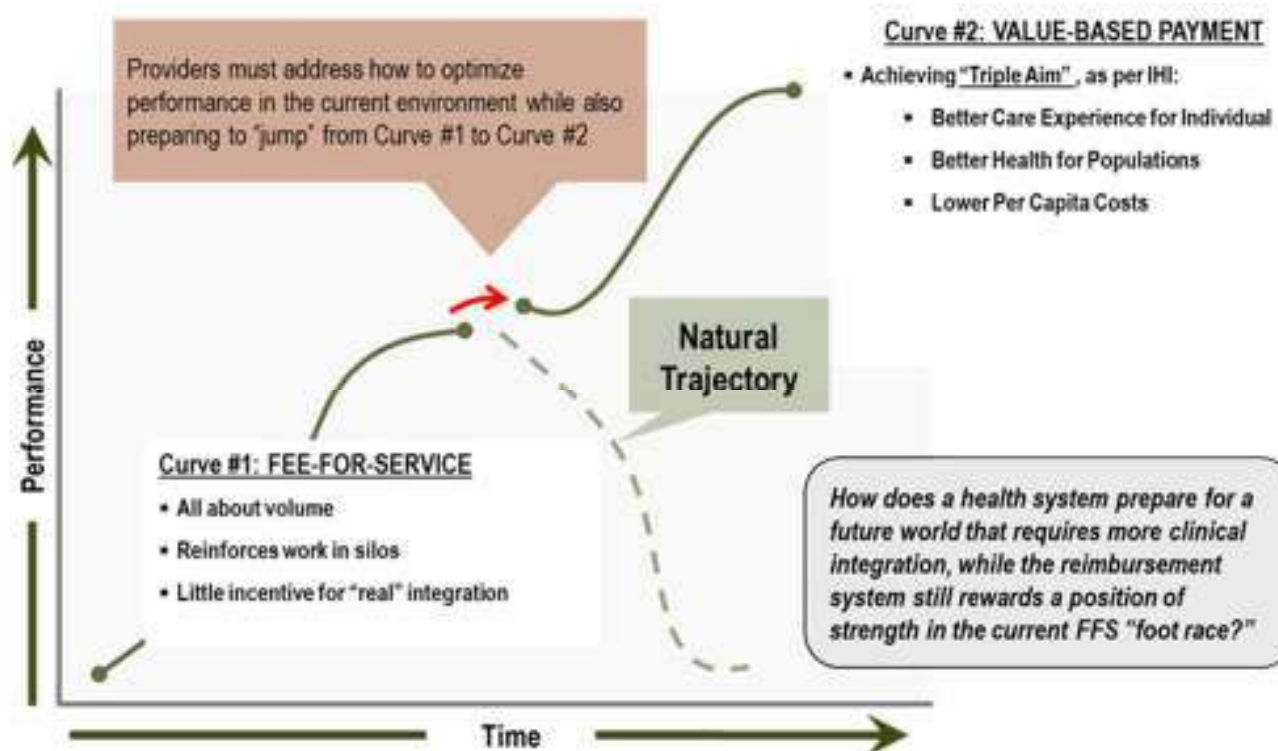 Providers must address how to optimize
performance in the current environment while also
preparing to "jump" from Curve #1 to Curve #2
Curve #2: VALUE-BASED PAYMENT
▪ Achieving "Triple Aim" , as per IHI:
▪ Better Care Experience for Individual
▪ Better Health for Populations
▪ Lower Per Capita Costs
Natural
Trajectory
Performance
Curve #1: FEE-FOR-SERVICE
▪ All about volume
▪ Reinforces work in silos
▪ Little incentive for "real" integration
How does a health system prepare for a
future world that requires more clinical
integration, while the reimbursement
system still rewards a position of
strength in the current FFS "foot race?"
Time